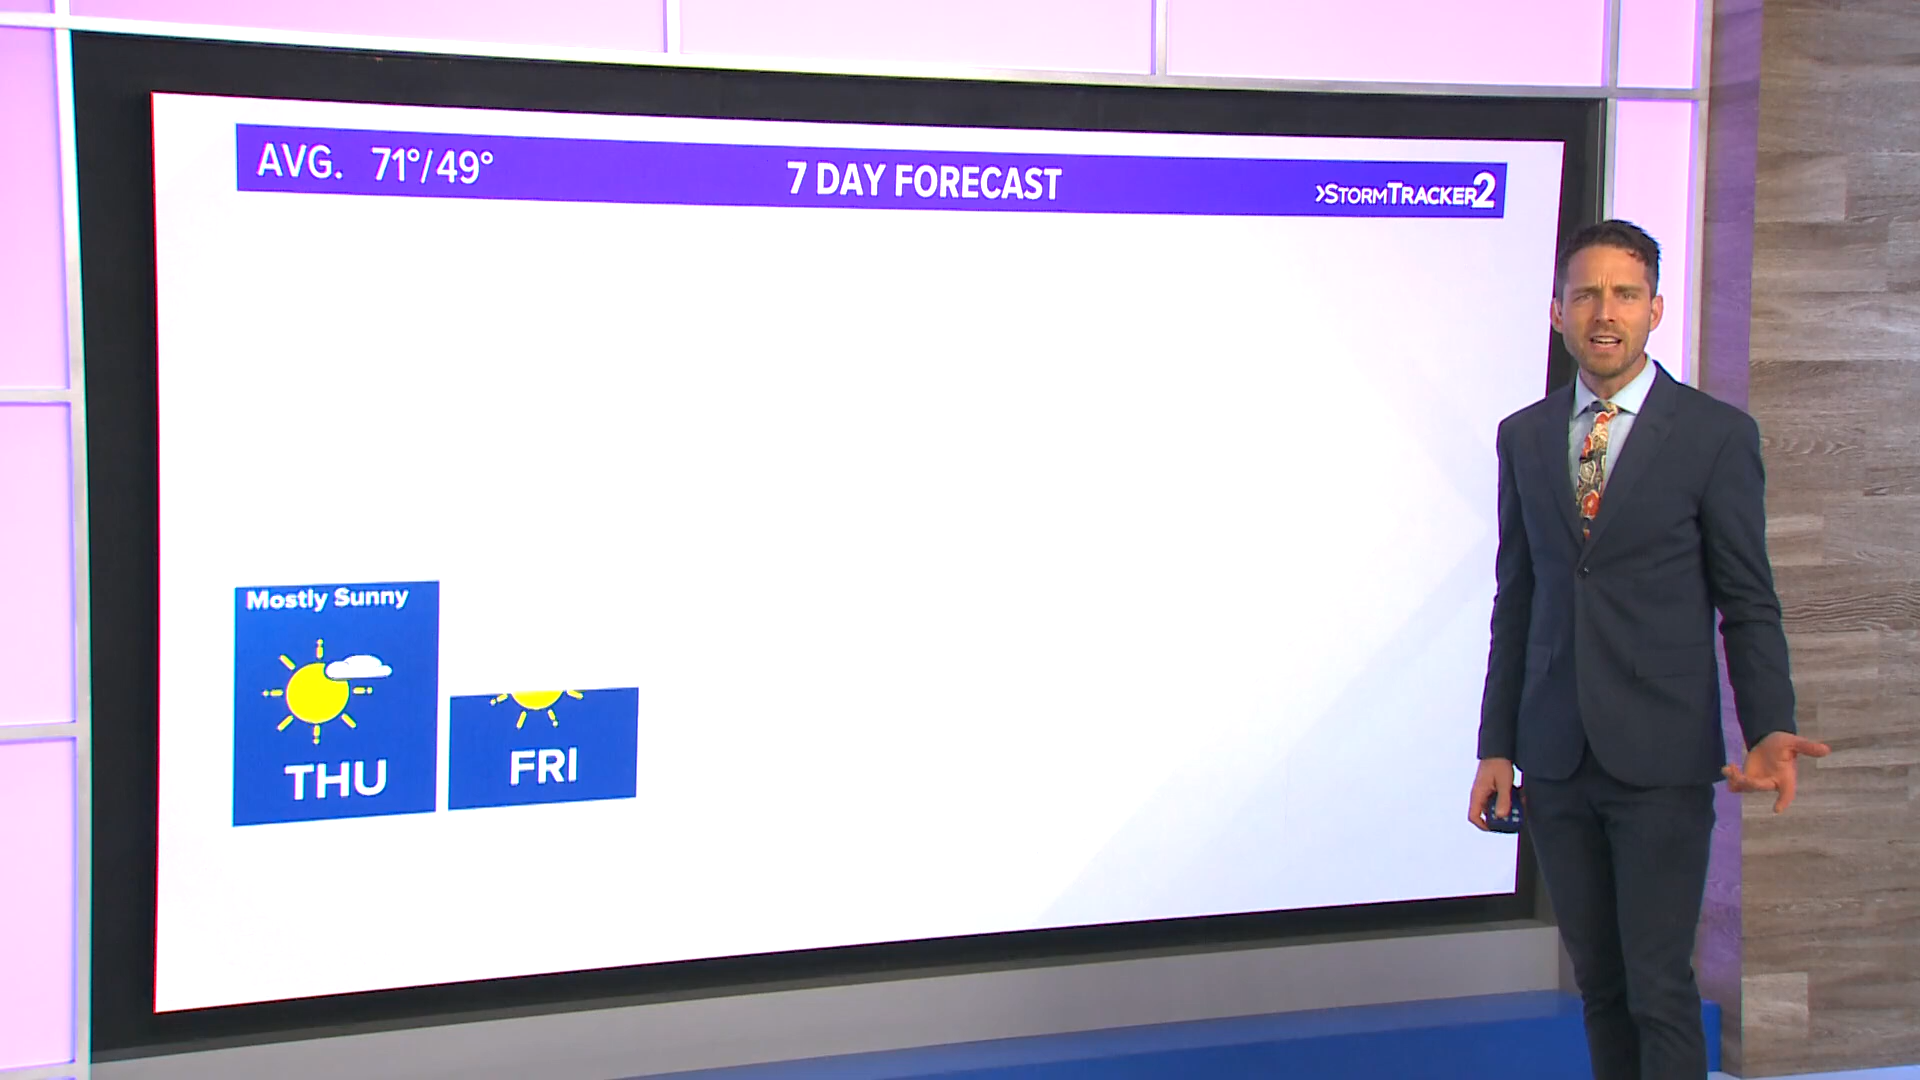 AVG. 71°/49°
7 DAY FORECAST
STORMTRACKER2
Mostly Sunny
THU
FRI